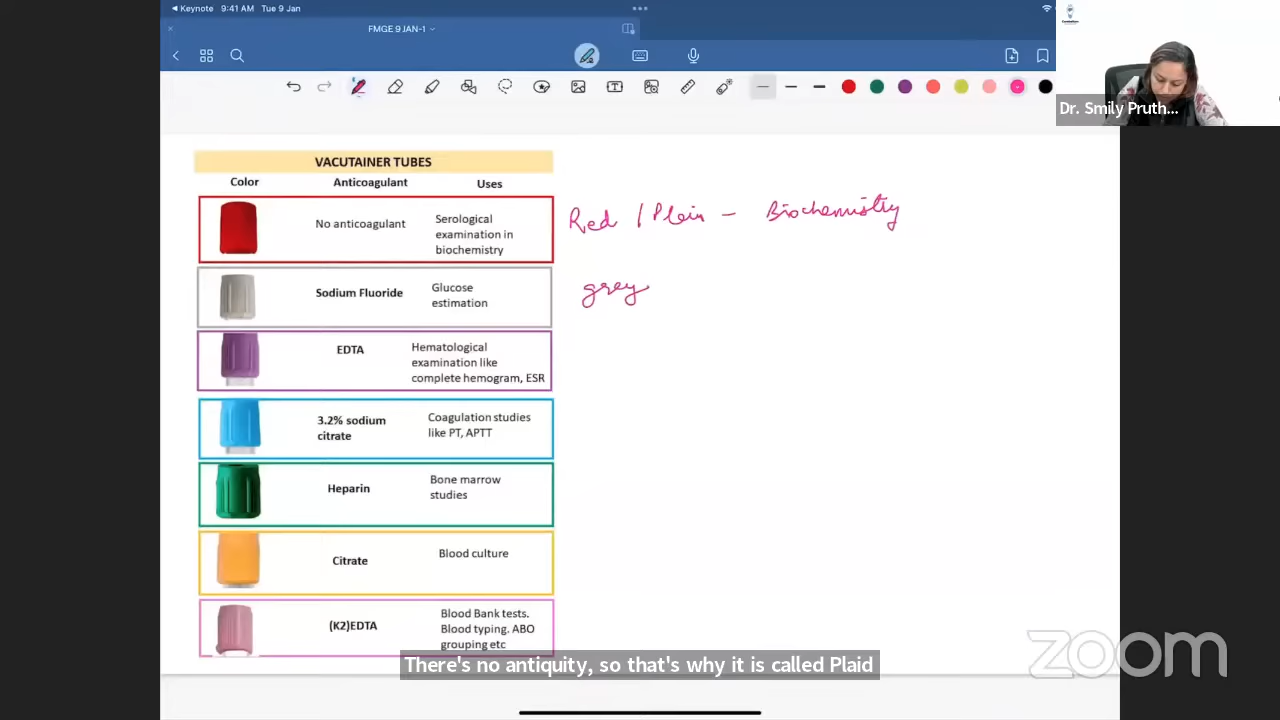 Keynote 9:41 AM Tue 9 Jan
FMGE 9 JAN-1
Dr. Smily Pruth...
VACUTAINER TUBES
Color Anticoagulant Uses
No anticoagulant
Serological
examination in
biochemistry
Red / Plain - Biochemistry
Sodium Fluoride
Glucose
estimation
grey
EDTA
Hematological
examination like
complete hemogram, ESR
3.2% sodium
citrate
Coagulation studies
like PT, APTT
Heparin
Bone marrow
studies
Citrate
Blood culture
(K2)EDTA
Blood Bank tests.
Blood typing. ABO
grouping etc
There's no antiquity, so that's why it is called Plaid
zoom